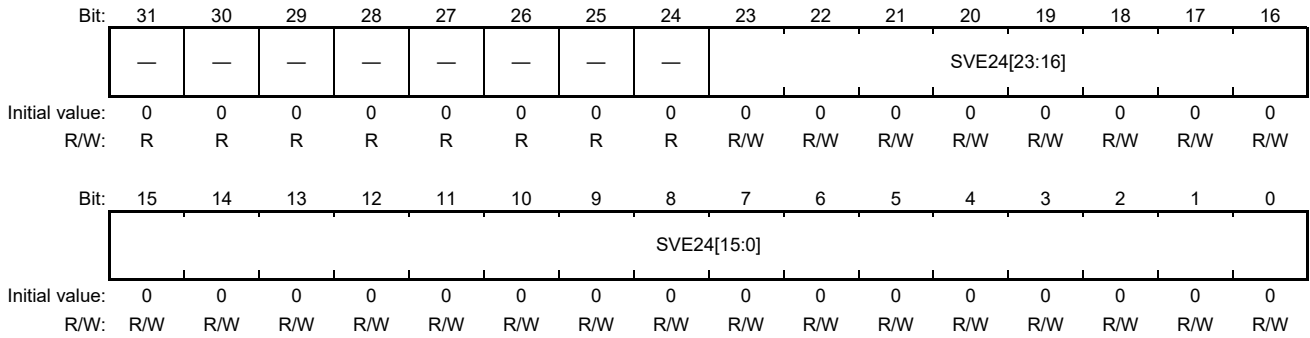 Bit: 31 30 29 28 27 26 25 24 23 22 21 20 19 18 17 16
— — — — — — — — SVE24[23:16]
Initial value: 0 0 0 0 0 0 0 0 0 0 0 0 0 0 0 0
R/W: R R R R R R R R R/W R/W R/W R/W R/W R/W R/W R/W
Bit: 15 14 13 12 11 10 9 8 7 6 5 4 3 2 1 0
SVE24[15:0]
Initial value: 0 0 0 0 0 0 0 0 0 0 0 0 0 0 0 0
R/W: R/W R/W R/W R/W R/W R/W R/W R/W R/W R/W R/W R/W R/W R/W R/W R/W